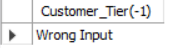 Customer_Tier(-1)
Wrong Input